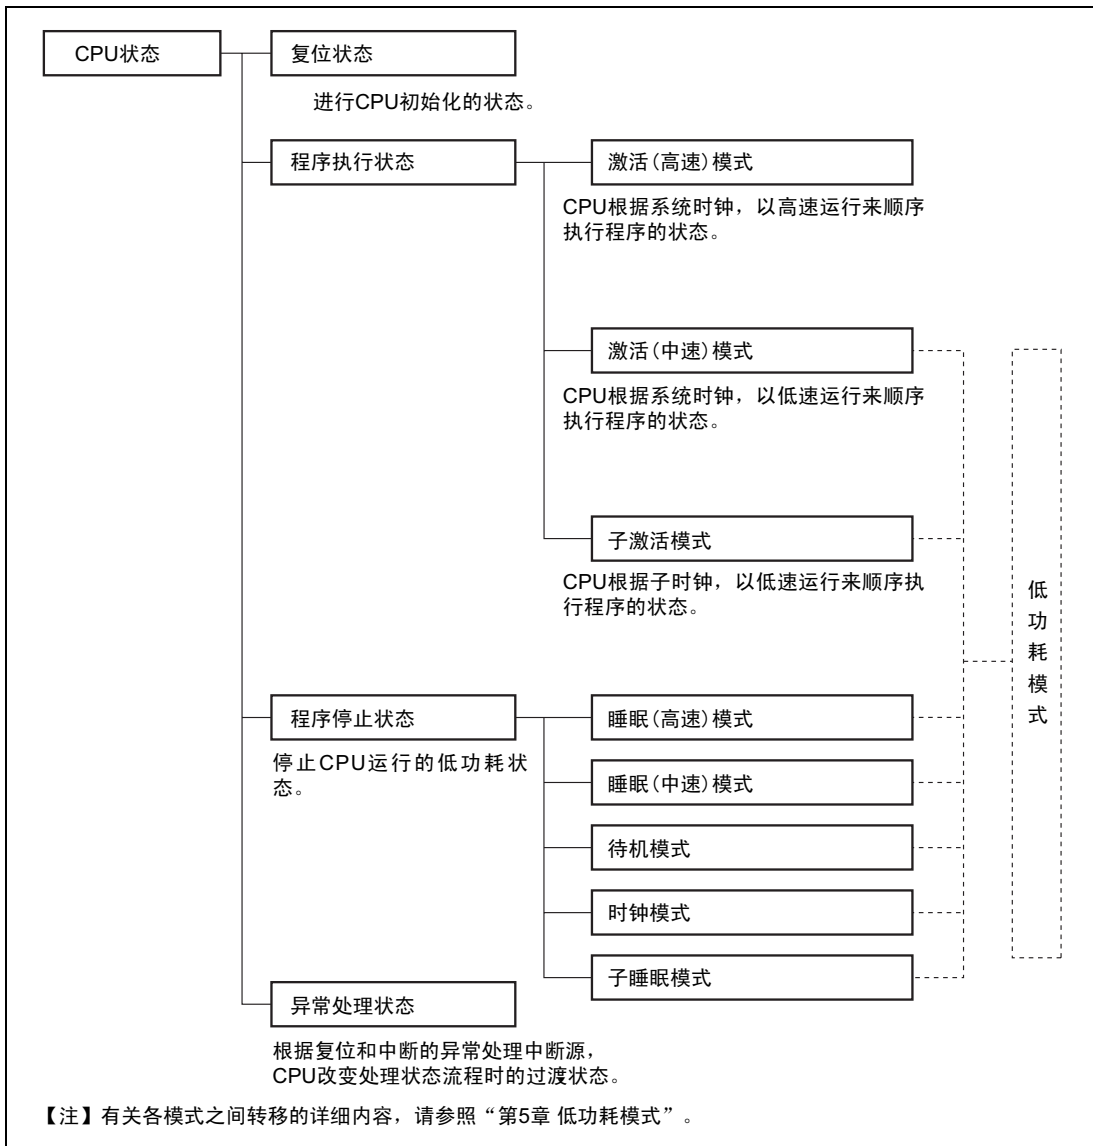 CPU状态
复位状态
进行CPU初始化的状态。
程序执行状态
激活(高速)模式
CPU根据系统时钟，以高速运行来顺序
执行程序的状态。
激活(中速)模式
CPU根据系统时钟，以低速运行来顺序
执行程序的状态。
子激活模式
CPU根据子时钟，以低速运行来顺序执
行程序的状态。
低功耗模式
程序停止状态
停止CPU运行的低功耗状
态。
睡眠(高速)模式
睡眠(中速)模式
待机模式
时钟模式
子睡眠模式
异常处理状态
根据复位和中断的异常处理中断源，
CPU改变处理状态流程时的过渡状态。
【注】有关各模式之间转移的详细内容，请参照“第5章 低功耗模式”。